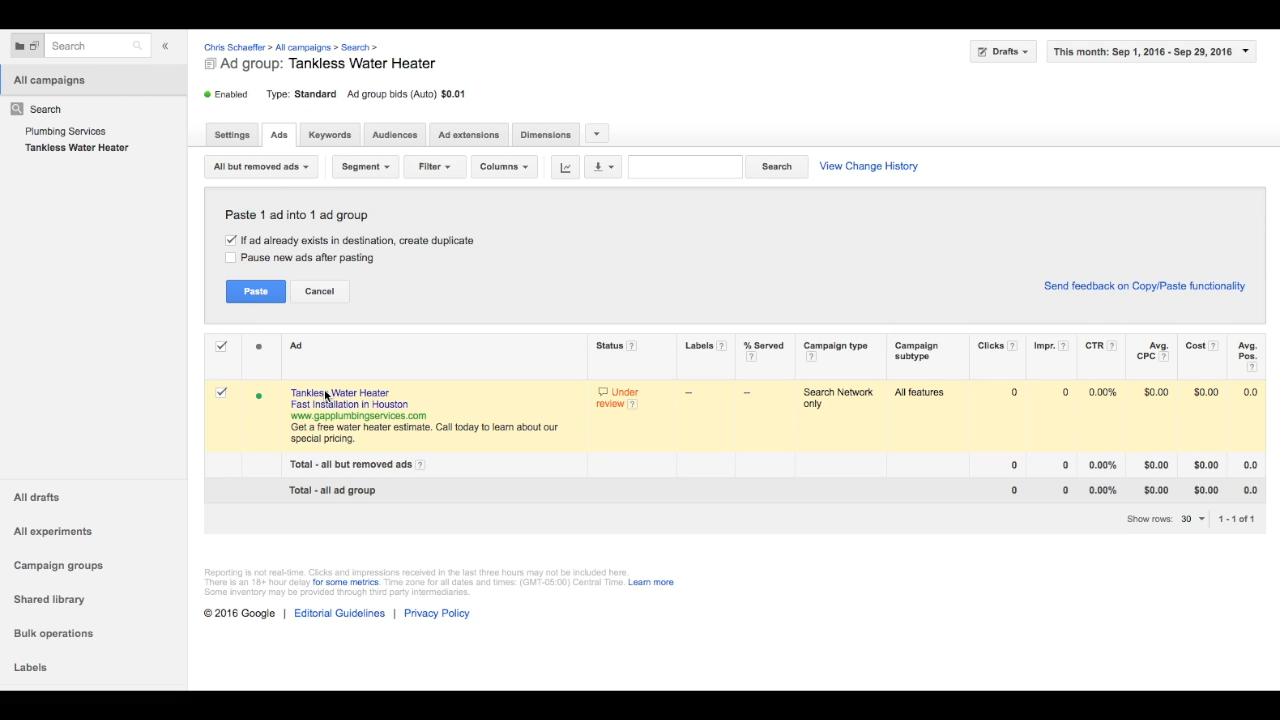 Search
«
All campaigns
Search
Plumbing Services
Tankless Water Heater
All drafts
All experiments
Campaign groups
Shared library
Bulk operations
Labels
Chris Schaeffer > All campaigns > Search >
Ad group: Tankless Water Heater
Drafts
This month: Sep 1, 2016 - Sep 29, 2016
Enabled Type: Standard Ad group bids (Auto) $0.01
Settings Ads Keywords Audiences Ad extensions Dimensions
All but removed ads Segment Filter Columns Search View Change History
Paste 1 ad into 1 ad group
If ad already exists in destination, create duplicate
Pause new ads after pasting
Paste Cancel
Send feedback on Copy/Paste functionality
Ad Status ? Labels ? % Served ? Campaign type ? Campaign subtype Clicks ? Impr. ? CTR ? Avg. CPC ? Cost ? Avg. Pos. ?
Tankless Water Heater
Fast Installation in Houston
www.gapplumbingservices.com
Get a free water heater estimate. Call today to learn about our
special pricing.
Under
review ?
-- --
Search Network
only
All features
0 0 0.00% $0.00 $0.00 0.0
Total - all but removed ads ? 0 0 0.00% $0.00 $0.00 0.0
Total - all ad group 0 0 0.00% $0.00 $0.00 0.0
Show rows: 30 1 - 1 of 1
Reporting is not real-time. Clicks and impressions received in the last three hours may not be included here.
There is an 18+ hour delay for some metrics. Time zone for all dates and times: (GMT-05:00) Central Time. Learn more
Some inventory may be provided through third party intermediaries.
© 2016 Google | Editorial Guidelines | Privacy Policy